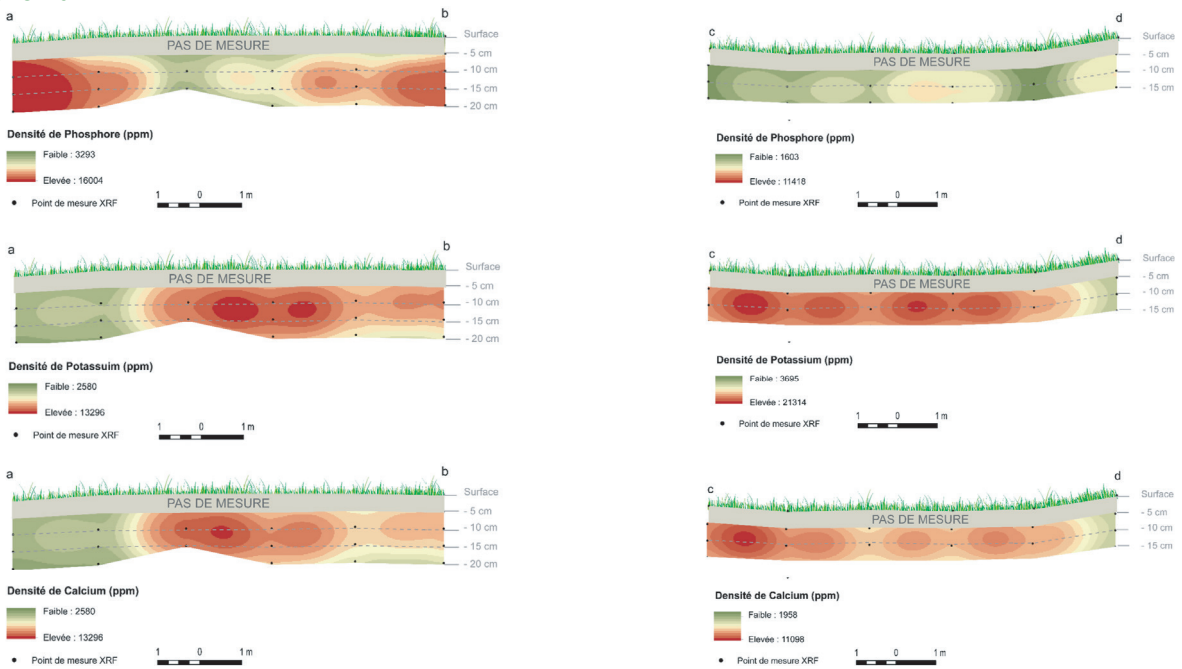 a
b
PAS DE MESURE
Surface
- 5 cm
- 10 cm
- 15 cm
- 20 cm
Densité de Phosphore (ppm)
Faible : 3293
Elevée : 16004
1 0 1 m
Point de mesure XRF
c
d
PAS DE MESURE
Surface
- 5 cm
- 10 cm
- 15 cm
Densité de Phosphore (ppm)
Faible : 1603
Elevée : 11418
1 0 1 m
Point de mesure XRF
a
b
PAS DE MESURE
Surface
- 5 cm
- 10 cm
- 15 cm
- 20 cm
Densité de Potassuim (ppm)
Faible : 2580
Elevée : 13296
1 0 1 m
Point de mesure XRF
c
d
PAS DE MESURE
Surface
- 5 cm
- 10 cm
- 15 cm
Densité de Potassium (ppm)
Faible : 3695
Elevée : 21314
1 0 1 m
Point de mesure XRF
a
b
PAS DE MESURE
Surface
- 5 cm
- 10 cm
- 15 cm
- 20 cm
Densité de Calcium (ppm)
Faible : 2580
Elevée : 13296
1 0 1 m
Point de mesure XRF
c
d
PAS DE MESURE
Surface
- 5 cm
- 10 cm
- 15 cm
Densité de Calcium (ppm)
Faible : 1958
Elevée : 11098
1 0 1 m
Point de mesure XRF